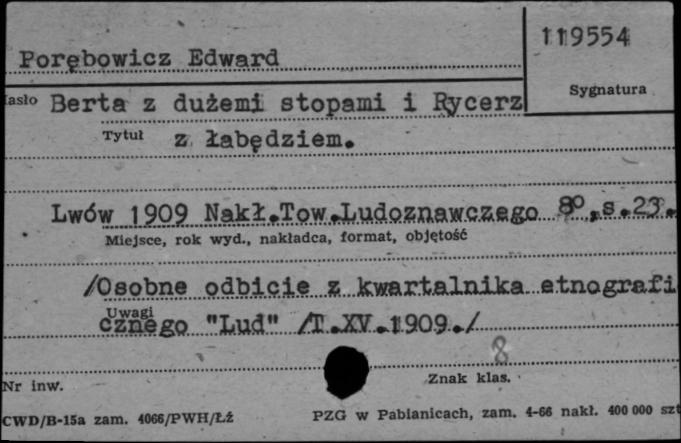 119554
Porębowicz Edward
Sygnatura
asło Berta z dużemi stopami i Rycerz
Tytuł z łabędziem.
Lwów 1909 Nakł.Tow.Ludoznawczego 8°,s.23.
Miejsce, rok wyd., nakładca, format, objętość
/Osobne odbicie z kwartalnika etnografi
Uwagi
cznego "Lud" /T.XV.1909./
8
Nr inw.
Znak klas.
CWD/B-15a zam. 4066/PWH/Łź
PZG w Pabianicach, zam. 4-66 nakł. 400 000 szt